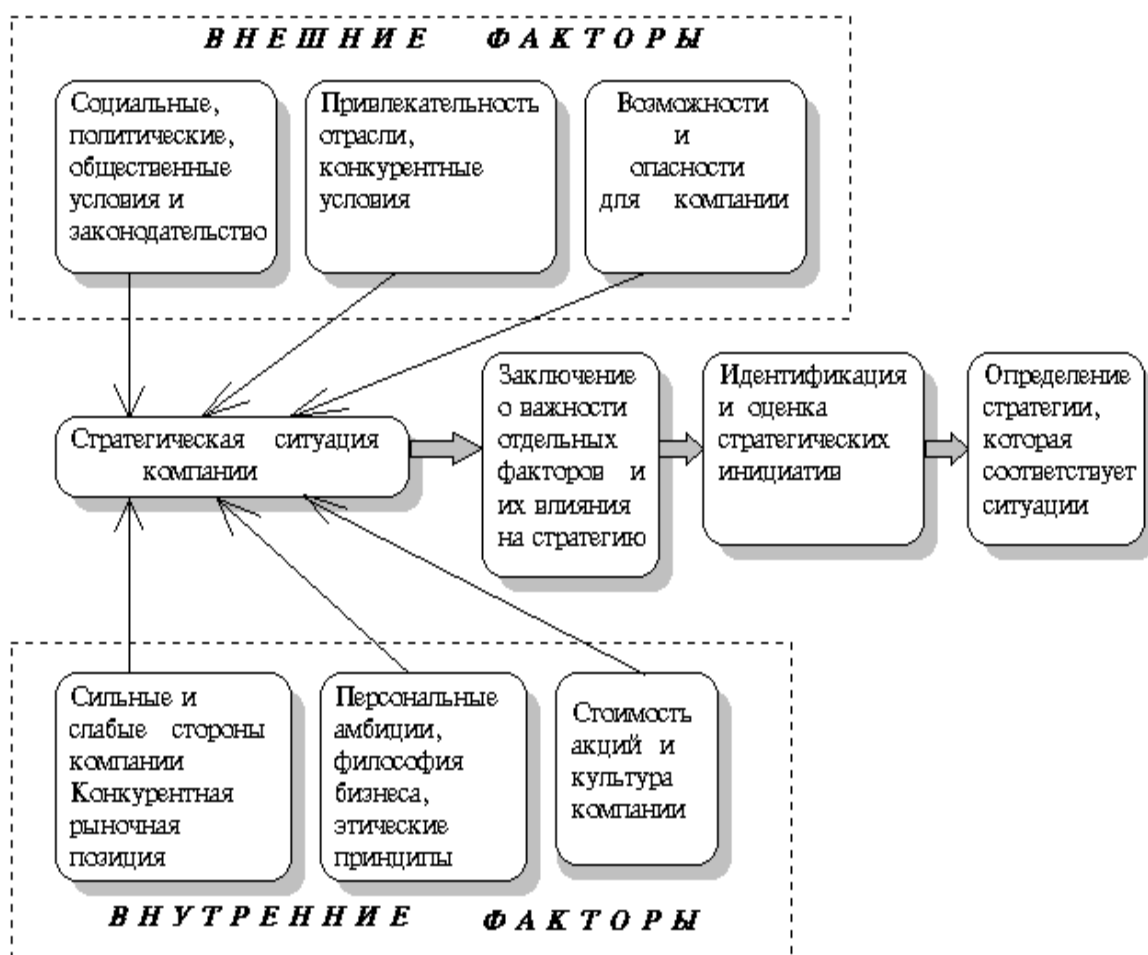 ВНЕШНИЕ ФАКТОРЫ
Социальные,
политические,
общественные
условия и
законодательство
Привлекательность
отрасли,
конкурентные
условия
Возможности
и
опасности
для компании
Стратегическая ситуация
компании
Заключение
о важности
отдельных
факторов и
их влияния
на стратегию
Идентификация
и оценка
стратегических
инициатив
Определение
стратегии,
которая
соответствует
ситуации
Сильные и
слабые стороны
компании
Конкурентная
рыночная
позиция
Персональные
амбиции,
философия
бизнеса,
этические
принципы
Стоимость
акций и
культура
компании
ВНУТРЕННИЕ ФАКТОРЫ